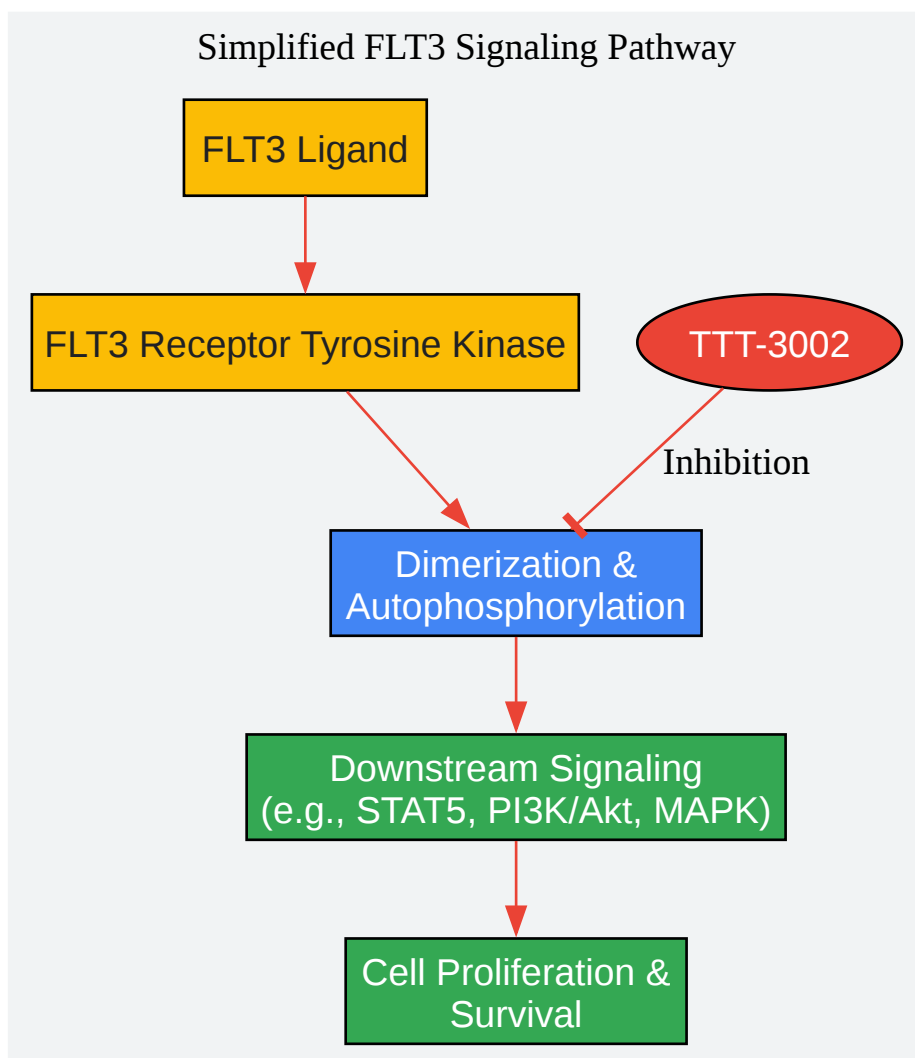 Simplified FLT3 Signaling Pathway
FLT3 Ligand
FLT3 Receptor Tyrosine Kinase
TTT-3002
Inhibition
Dimerization &
Autophosphorylation
Downstream Signaling
(e.g., STAT5, PI3K/Akt, MAPK)
Cell Proliferation &
Survival